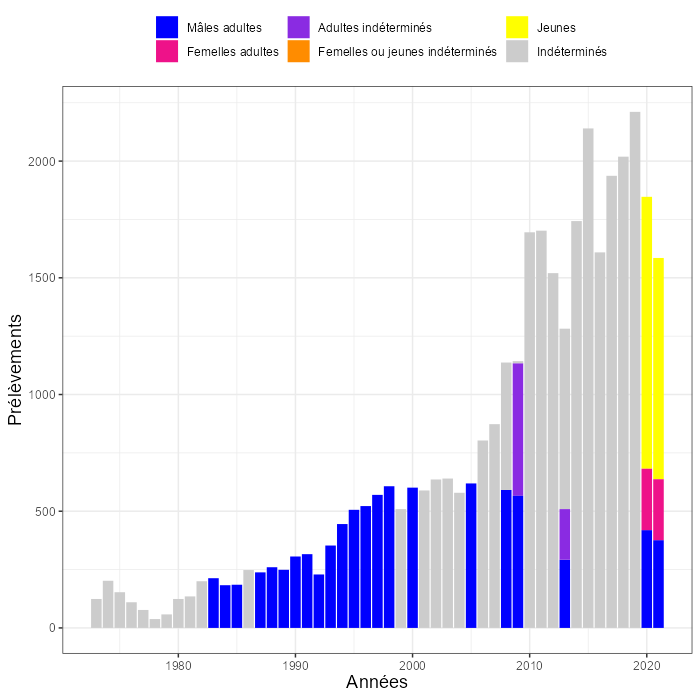 Mâles adultes Adultes indéterminés Jeunes
Femelles adultes Femelles ou jeunes indéterminés Indéterminés
2000
1500
1000
500
0
Prélèvements
1980 1990 2000 2010 2020
Années